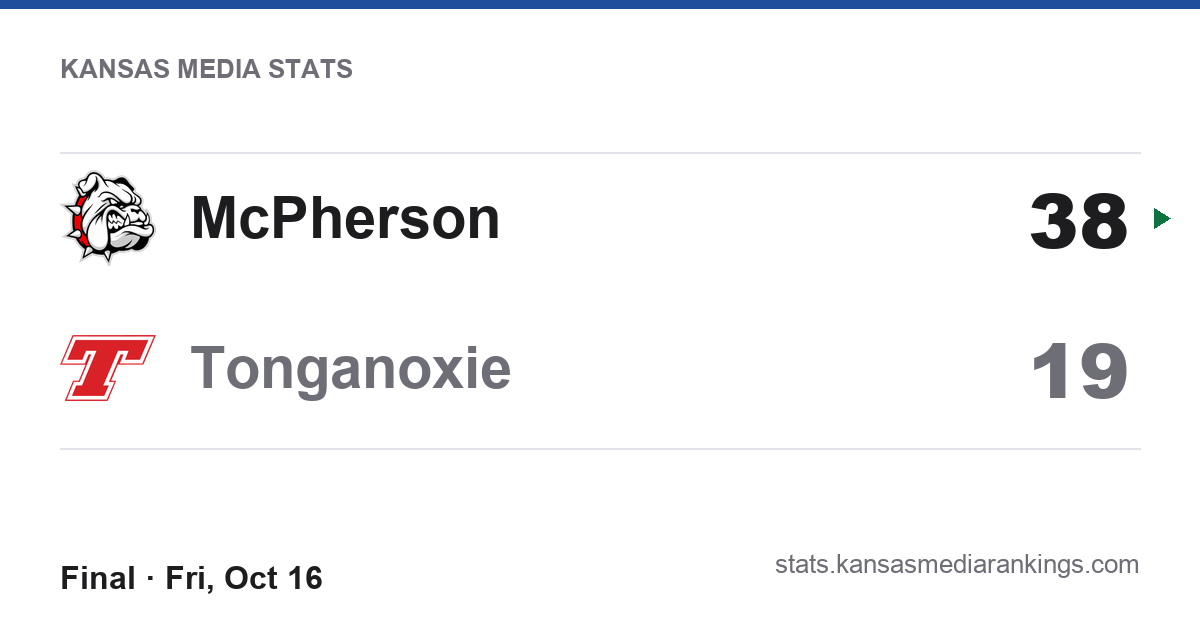 KANSAS MEDIA STATS
McPherson 38
T Tonganoxie 19
Final · Fri, Oct 16
stats.kansasmediarankings.com